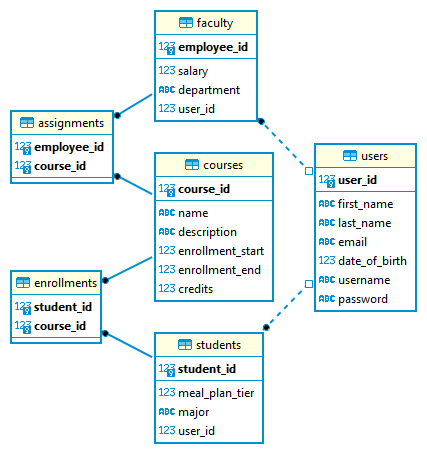 faculty
123 employee_id
123 salary
ABC department
123 user_id
assignments
123 employee_id
123 course_id
courses
123 course_id
ABC name
ABC description
123 enrollment_start
123 enrollment_end
123 credits
users
123 user_id
ABC first_name
ABC last_name
ABC email
123 date_of_birth
ABC username
ABC password
enrollments
123 student_id
123 course_id
students
123 student_id
123 meal_plan_tier
ABC major
123 user_id